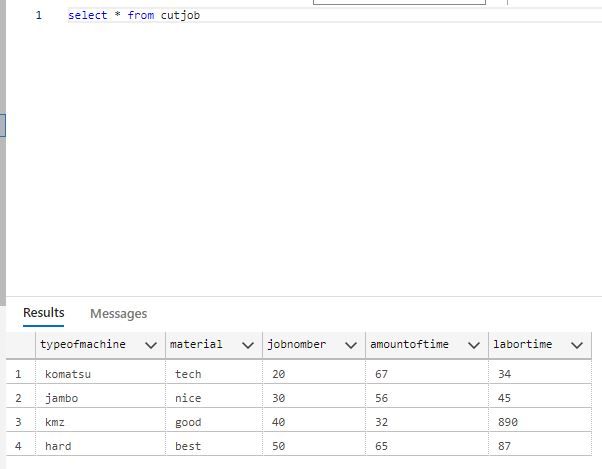 1 select * from cutjob
Results Messages
typeofmachine material jobnomber amountoftime labortime
1 komatsu tech 20 67 34
2 jambo nice 30 56 45
3 kmz good 40 32 890
4 hard best 50 65 87